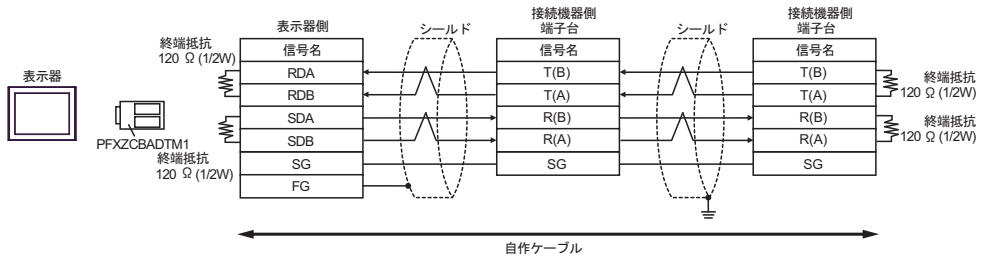 表示器
PFXZCBADTM1
終端抵抗
120 Ω (1/2W)
終端抵抗
120 Ω (1/2W)
表示器側
信号名
RDA
RDB
SDA
SDB
SG
FG
シールド
接続機器側
端子台
信号名
T(B)
T(A)
R(B)
R(A)
SG
シールド
接続機器側
端子台
信号名
T(B)
T(A)
R(B)
R(A)
SG
終端抵抗
120 Ω (1/2W)
終端抵抗
120 Ω (1/2W)
自作ケーブル